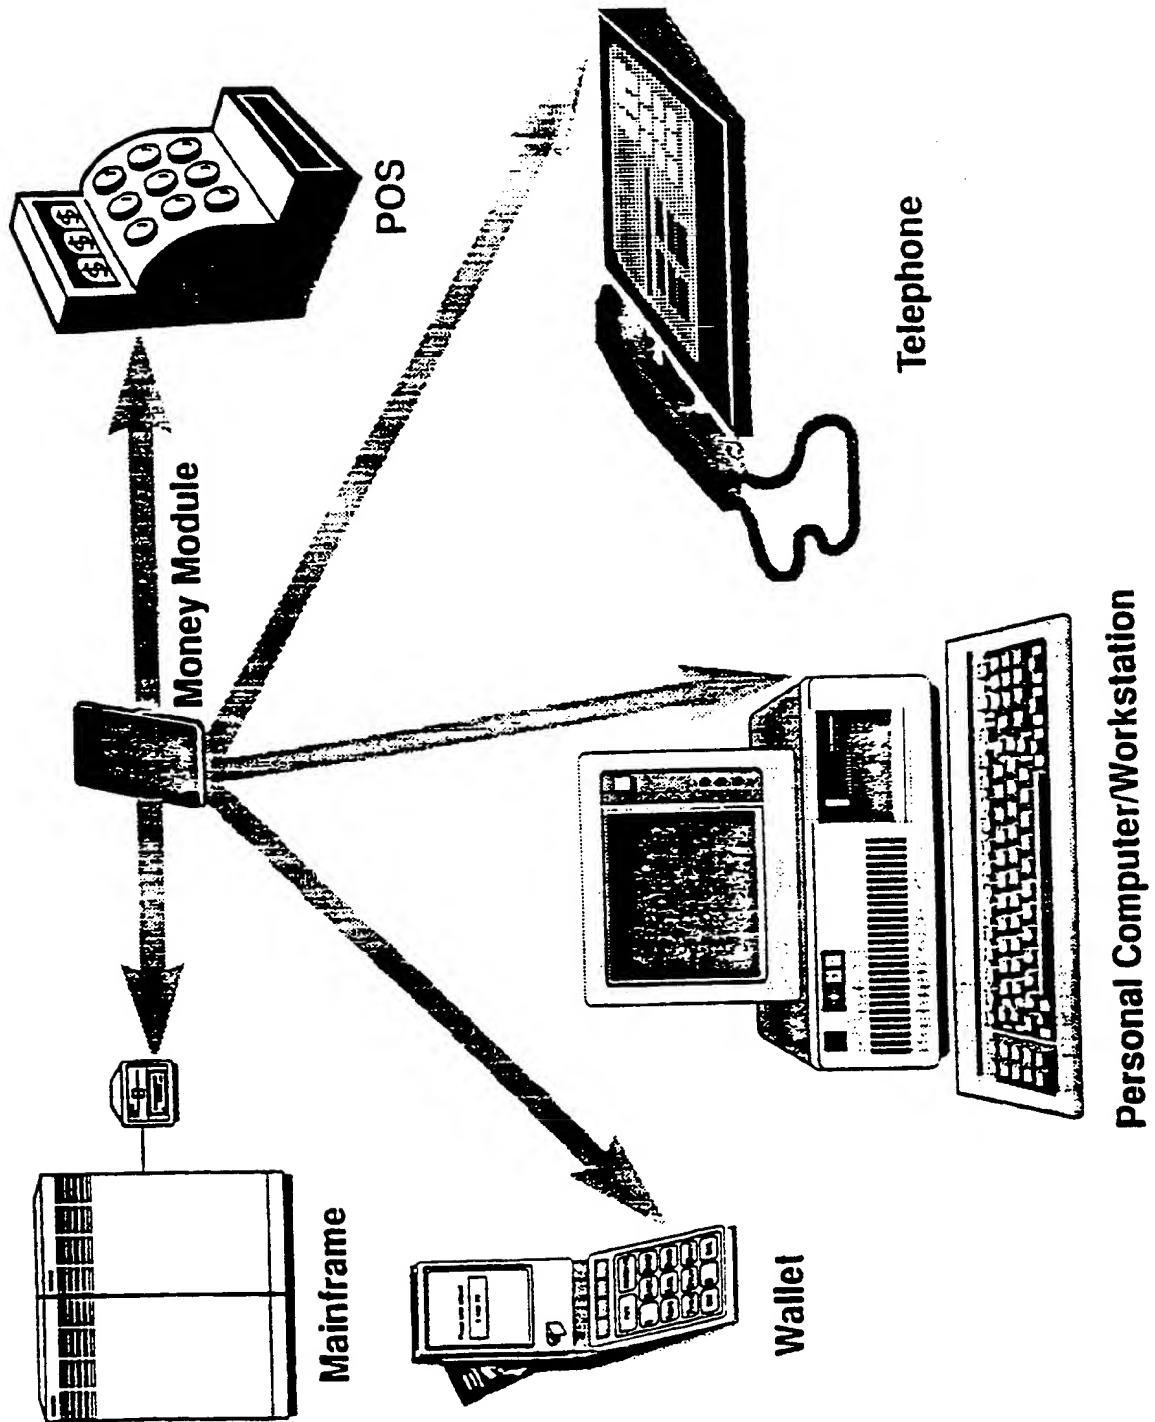 Mainframe
Money Module
POS
$ $ $
Wallet
Personal Computer/Workstation
Telephone